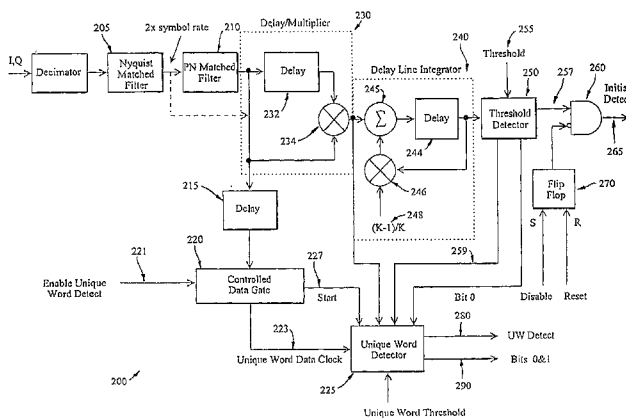 2x symbol rate
205
210
Delay/Multiplier
230
240
255
I,Q
Decimator
Nyquist
Matched
Filter
PN Matched
Filter
Delay
232
234
Delay Line Integrator
245
Σ
Delay
244
246
248
(K-1)/K
Threshold
250
257
260
Threshold
Detector
Initial
Detect
265
Flip
Flop
270
S
R
Disable
Reset
215
Delay
220
221
Enable Unique
Word Detect
Controlled
Data Gate
227
Start
259
Bit 0
223
Unique Word Data Clock
Unique Word
Detector
225
280
UW Detect
Bits 0&1
290
200
Unique Word Threshold